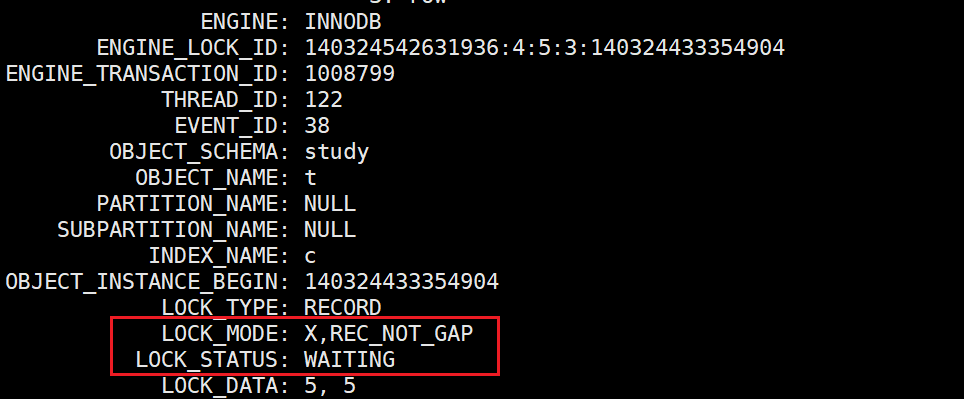 ENGINE: INNODB
ENGINE_LOCK_ID: 140324542631936:4:5:3:140324433354904
ENGINE_TRANSACTION_ID: 1008799
THREAD_ID: 122
EVENT_ID: 38
OBJECT_SCHEMA: study
OBJECT_NAME: t
PARTITION_NAME: NULL
SUBPARTITION_NAME: NULL
INDEX_NAME: c
OBJECT_INSTANCE_BEGIN: 140324433354904
LOCK_TYPE: RECORD
LOCK_MODE: X,REC_NOT_GAP
LOCK_STATUS: WAITING
LOCK_DATA: 5, 5